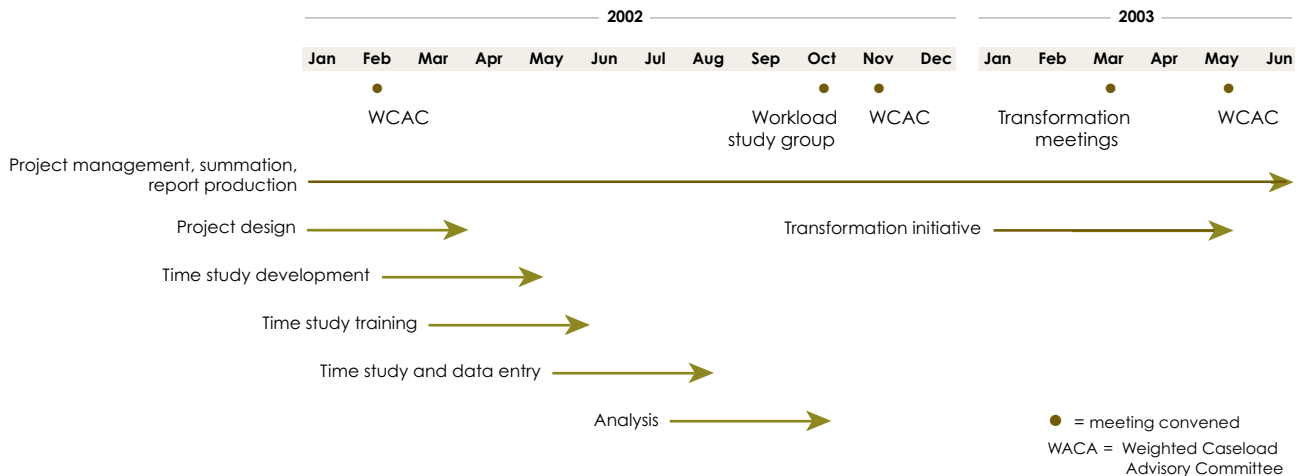 2002 2003
Jan Feb Mar Apr May Jun Jul Aug Sep Oct Nov Dec Jan Feb Mar Apr May Jun
WCAC Workload WCAC Transformation WCAC
study group meetings
Project management, summation,
report production
Project design Transformation initiative
Time study development
Time study training
Time study and data entry
Analysis
= meeting convened
WACA = Weighted Caseload
Advisory Committee